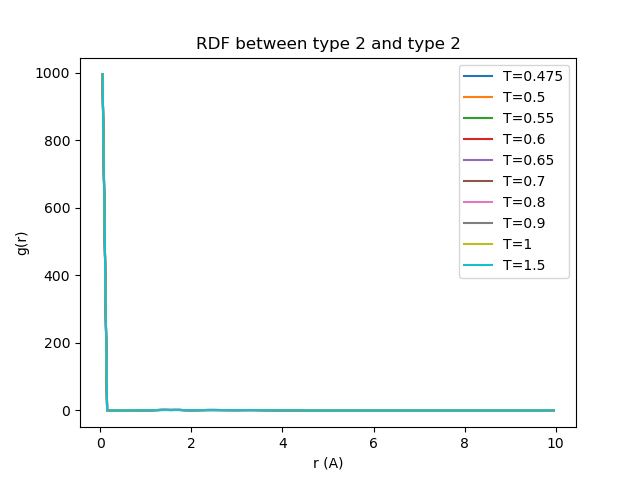 RDF between type 2 and type 2
1000
800
600
400
200
0
g(r)
T=0.475
T=0.5
T=0.55
T=0.6
T=0.65
T=0.7
T=0.8
T=0.9
T=1
T=1.5
0 2 4 6 8 10
r (A)